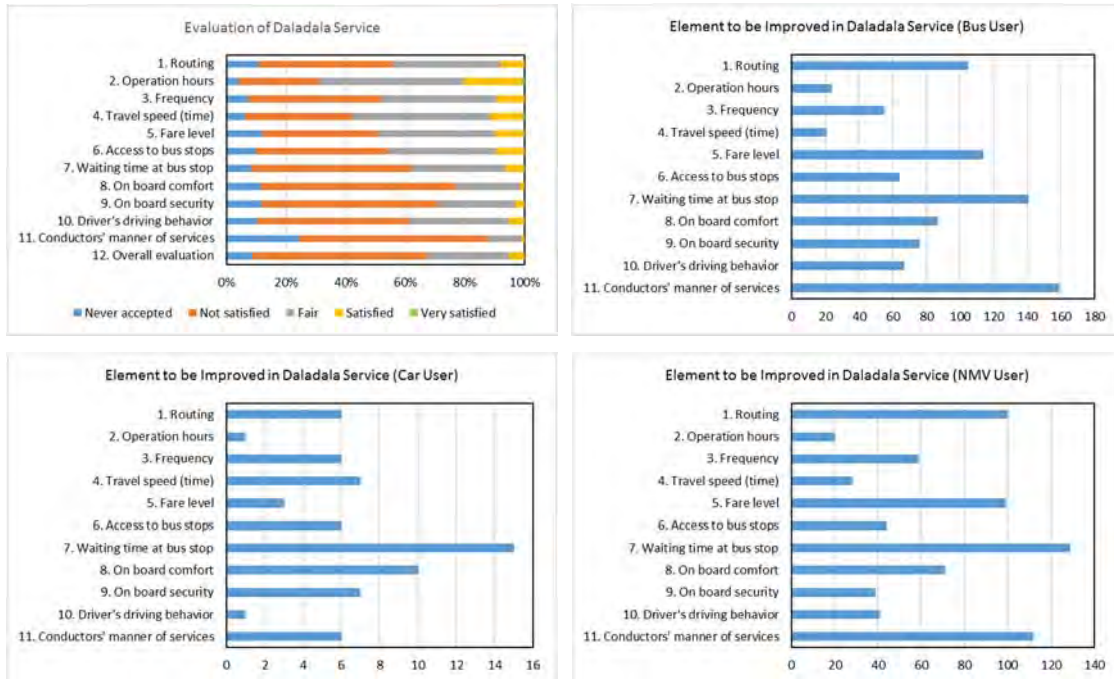 Evaluation of Daladala Service
1. Routing
2. Operation hours
3. Frequency
4. Travel speed (time)
5. Fare level
6. Access to bus stops
7. Waiting time at bus stop
8. On board comfort
9. On board security
10. Driver's driving behavior
11. Conductors' manner of services
12. Overall evaluation
0% 20% 40% 60% 80% 100%
Never accepted Not satisfied Fair Satisfied Very satisfied
Element to be Improved in Daladala Service (Bus User)
1. Routing
2. Operation hours
3. Frequency
4. Travel speed (time)
5. Fare level
6. Access to bus stops
7. Waiting time at bus stop
8. On board comfort
9. On board security
10. Driver's driving behavior
11. Conductors' manner of services
0 20 40 60 80 100 120 140 160 180
Element to be Improved in Daladala Service (Car User)
1. Routing
2. Operation hours
3. Frequency
4. Travel speed (time)
5. Fare level
6. Access to bus stops
7. Waiting time at bus stop
8. On board comfort
9. On board security
10. Driver's driving behavior
11. Conductors' manner of services
0 2 4 6 8 10 12 14 16
Element to be Improved in Daladala Service (NMV User)
1. Routing
2. Operation hours
3. Frequency
4. Travel speed (time)
5. Fare level
6. Access to bus stops
7. Waiting time at bus stop
8. On board comfort
9. On board security
10. Driver's driving behavior
11. Conductors' manner of services
0 20 40 60 80 100 120 140